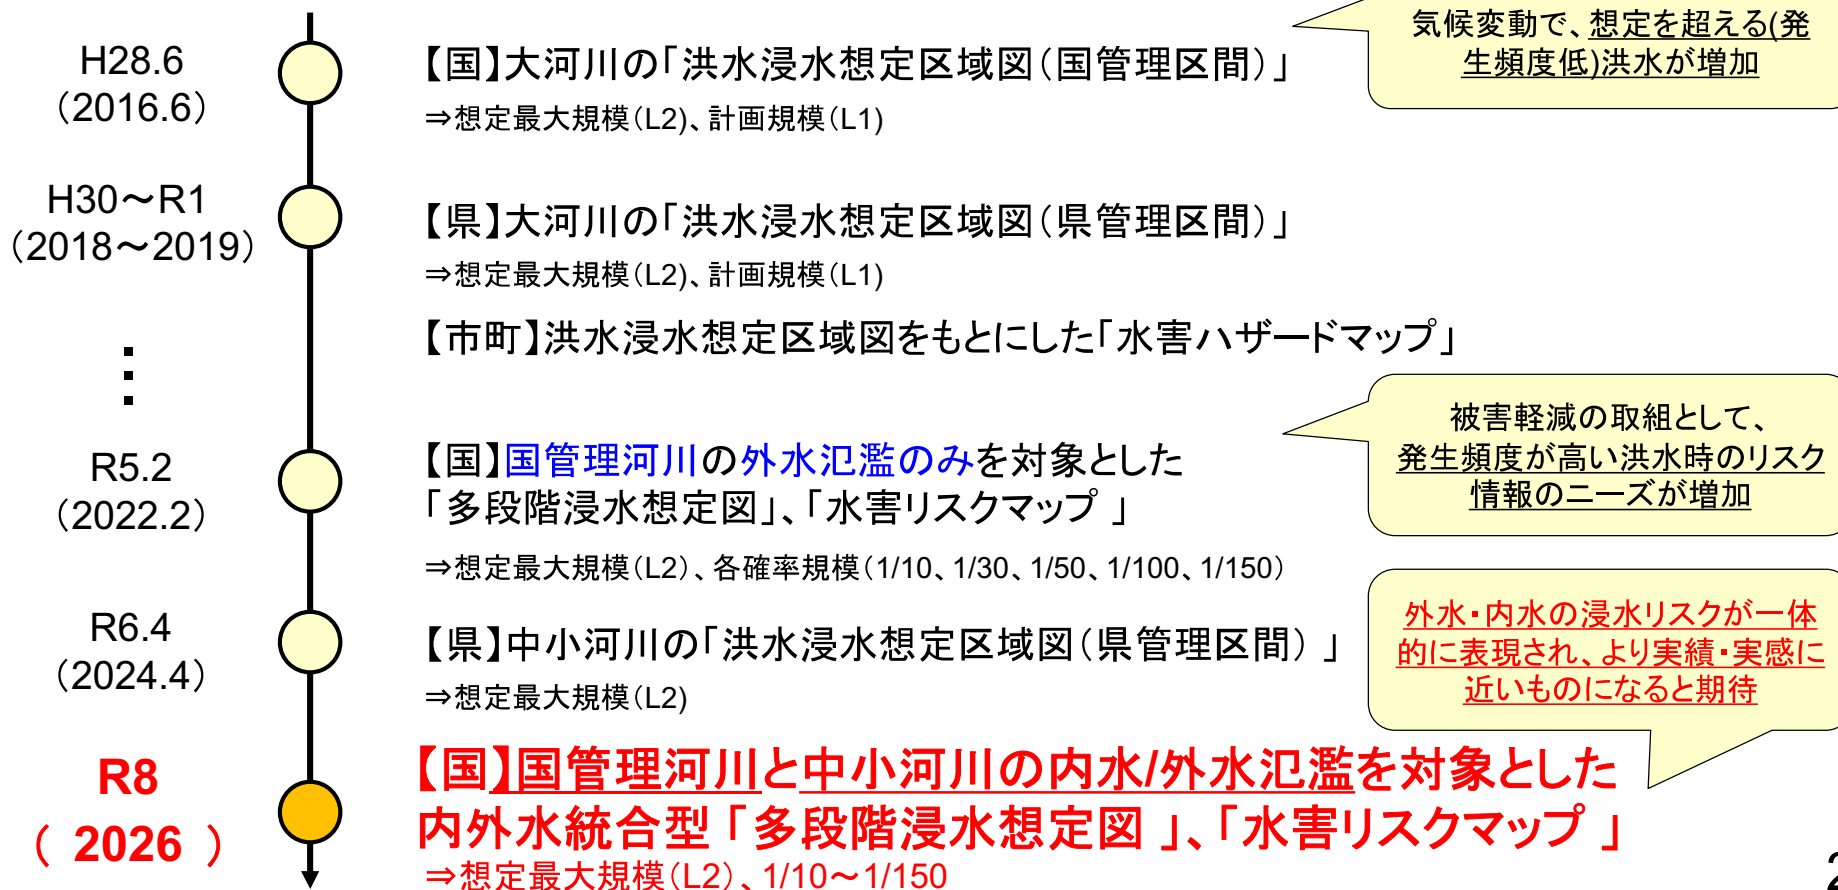 H28.6
（2016.6）
【国】大河川の「洪水浸水想定区域図（国管理区間）」
⇒想定最大規模（L2）、計画規模（L1）
気候変動で、想定を超える(発
生頻度低)洪水が増加
H30～R1
（2018～2019）
【県】大河川の「洪水浸水想定区域図（県管理区間）」
⇒想定最大規模（L2）、計画規模（L1）
【市町】洪水浸水想定区域図をもとにした「水害ハザードマップ」
R5.2
（2022.2）
【国】国管理河川の外水氾濫のみを対象とした
「多段階浸水想定図」、「水害リスクマップ 」
⇒想定最大規模（L2）、各確率規模（1/10、1/30、1/50、1/100、1/150）
被害軽減の取組として、
発生頻度が高い洪水時のリスク
情報のニーズが増加
R6.4
（2024.4）
【県】中小河川の「洪水浸水想定区域図（県管理区間） 」
⇒想定最大規模（L2）
外水・内水の浸水リスクが一体
的に表現され、より実績・実感に
近いものになると期待
R8
（ 2026 ）
【国】国管理河川と中小河川の内水/外水氾濫を対象とした
内外水統合型 「多段階浸水想定図 」、「水害リスクマップ 」
⇒想定最大規模（L2）、1/10～1/150